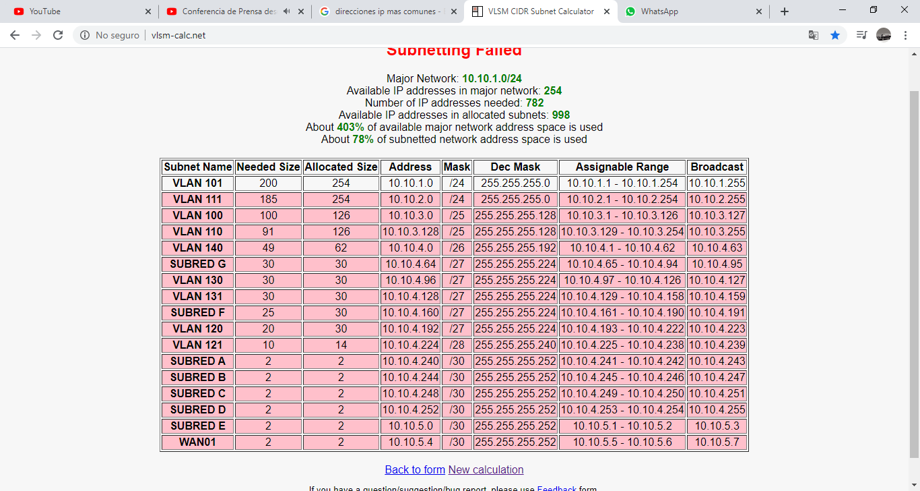 YouTube
Conferencia de Prensa des
direcciones ip mas comunes -
VLSM CIDR Subnet Calculator
WhatsApp
No seguro | vlsm-calc.net
Subnetting Failed
Major Network: 10.10.1.0/24
Available IP addresses in major network: 254
Number of IP addresses needed: 782
Available IP addresses in allocated subnets: 998
About 403% of available major network address space is used
About 78% of subnetted network address space is used
Subnet Name Needed Size Allocated Size Address Mask Dec Mask Assignable Range Broadcast
VLAN 101 200 254 10.10.1.0 /24 255.255.255.0 10.10.1.1 - 10.10.1.254 10.10.1.255
VLAN 111 185 254 10.10.2.0 /24 255.255.255.0 10.10.2.1 - 10.10.2.254 10.10.2.255
VLAN 100 100 126 10.10.3.0 /25 255.255.255.128 10.10.3.1 - 10.10.3.126 10.10.3.127
VLAN 110 91 126 10.10.3.128 /25 255.255.255.128 10.10.3.129 - 10.10.3.254 10.10.3.255
VLAN 140 49 62 10.10.4.0 /26 255.255.255.192 10.10.4.1 - 10.10.4.62 10.10.4.63
SUBRED G 30 30 10.10.4.64 /27 255.255.255.224 10.10.4.65 - 10.10.4.94 10.10.4.95
VLAN 130 30 30 10.10.4.96 /27 255.255.255.224 10.10.4.97 - 10.10.4.126 10.10.4.127
VLAN 131 30 30 10.10.4.128 /27 255.255.255.224 10.10.4.129 - 10.10.4.158 10.10.4.159
SUBRED F 25 30 10.10.4.160 /27 255.255.255.224 10.10.4.161 - 10.10.4.190 10.10.4.191
VLAN 120 20 30 10.10.4.192 /27 255.255.255.224 10.10.4.193 - 10.10.4.222 10.10.4.223
VLAN 121 10 14 10.10.4.224 /28 255.255.255.240 10.10.4.225 - 10.10.4.238 10.10.4.239
SUBRED A 2 2 10.10.4.240 /30 255.255.255.252 10.10.4.241 - 10.10.4.242 10.10.4.243
SUBRED B 2 2 10.10.4.244 /30 255.255.255.252 10.10.4.245 - 10.10.4.246 10.10.4.247
SUBRED C 2 2 10.10.4.248 /30 255.255.255.252 10.10.4.249 - 10.10.4.250 10.10.4.251
SUBRED D 2 2 10.10.4.252 /30 255.255.255.252 10.10.4.253 - 10.10.4.254 10.10.4.255
SUBRED E 2 2 10.10.5.0 /30 255.255.255.252 10.10.5.1 - 10.10.5.2 10.10.5.3
WAN01 2 2 10.10.5.4 /30 255.255.255.252 10.10.5.5 - 10.10.5.6 10.10.5.7
Back to form New calculation
If you have a question/suggestion/bug report, please use Feedback form